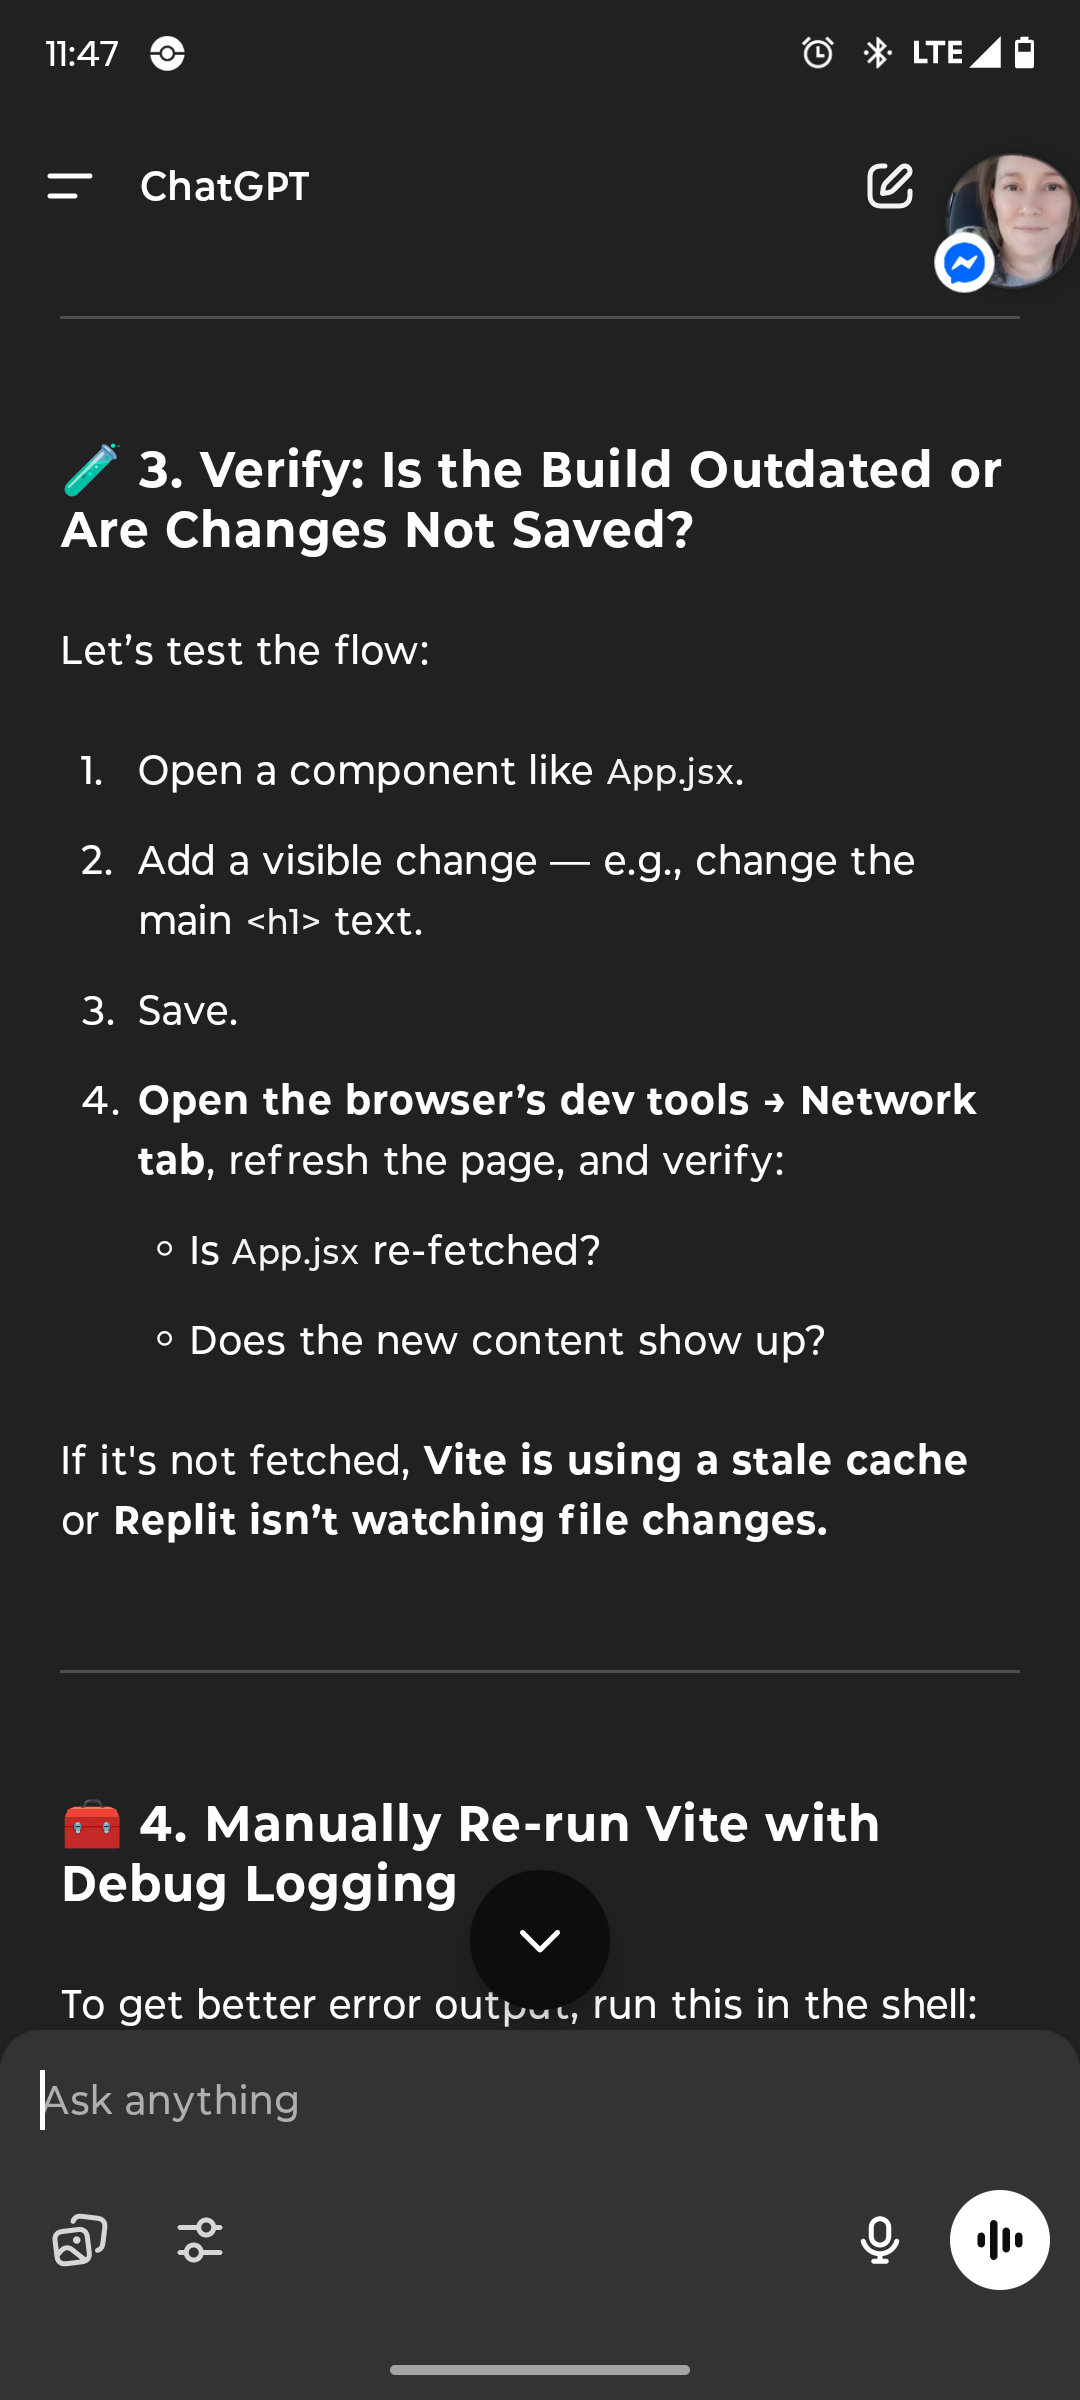 11:47
LTE
ChatGPT
🧪 3. Verify: Is the Build Outdated or
Are Changes Not Saved?
Let’s test the flow:
1. Open a component like App.jsx.
2. Add a visible change — e.g., change the
main <h1> text.
3. Save.
4. Open the browser’s dev tools → Network
tab, refresh the page, and verify:
◦ Is App.jsx re-fetched?
◦ Does the new content show up?
If it's not fetched, Vite is using a stale cache
or Replit isn’t watching file changes.
🧰 4. Manually Re-run Vite with
Debug Logging
To get better error output, run this in the shell:
Ask anything